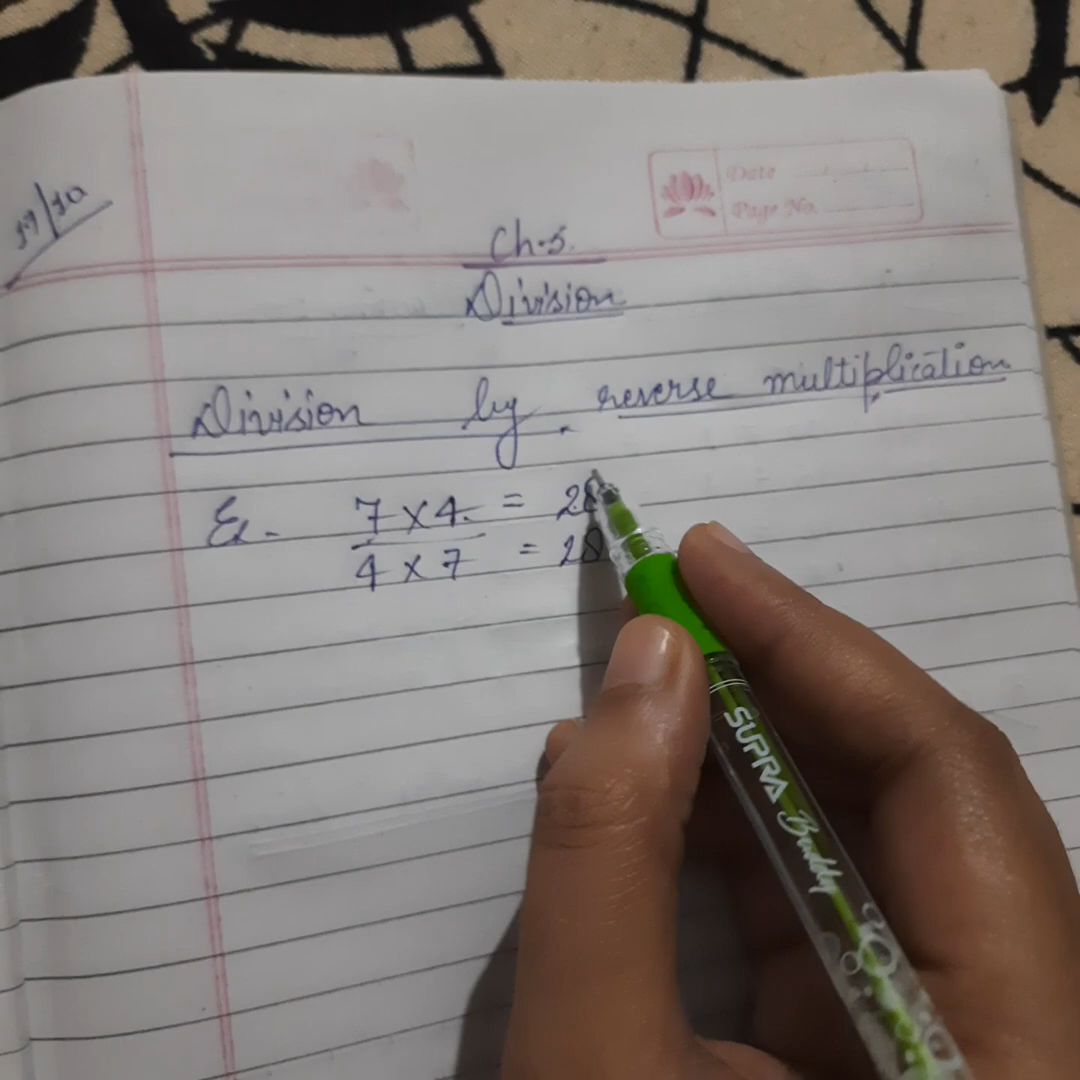 19/10
Date
Page No.
Ch-5.
Division
Division by reverse multiplication
Ex. 7 x 4 = 28
4 x 7 = 28
SUPRA Buddy